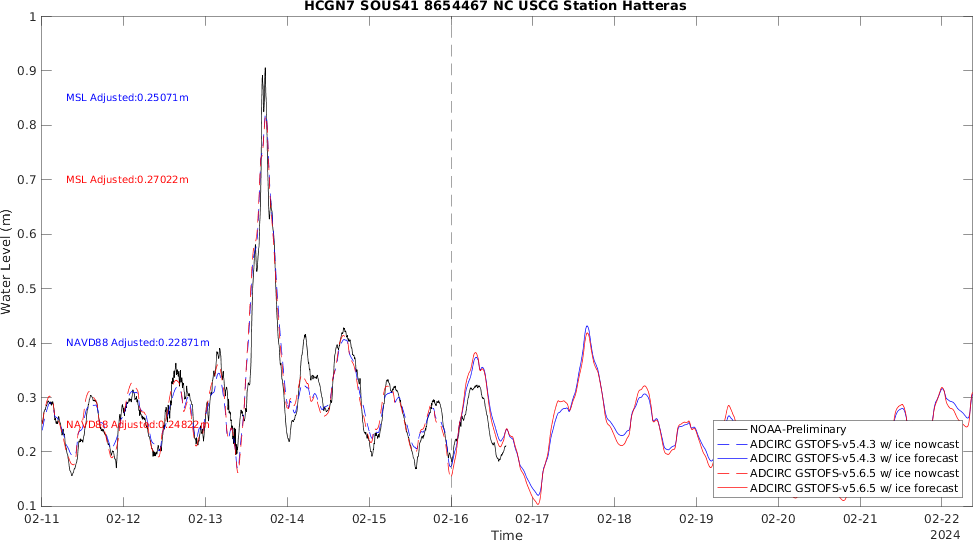 HCGN7 SOUS41 8654467 NC USCG Station Hatteras
Water Level (m)
1
0.9
0.8
0.7
0.6
0.5
0.4
0.3
0.2
0.1
MSL Adjusted:0.25071m
MSL Adjusted:0.27022m
NAVD88 Adjusted:0.22871m
NAVD88 Adjusted:0.24822m
NOAA-Preliminary
ADCIRC GSTOFS-v5.4.3 w/ ice nowcast
ADCIRC GSTOFS-v5.4.3 w/ ice forecast
ADCIRC GSTOFS-v5.6.5 w/ ice nowcast
ADCIRC GSTOFS-v5.6.5 w/ ice forecast
02-11 02-12 02-13 02-14 02-15 02-16 02-17 02-18 02-19 02-20 02-21 02-22
Time
2024